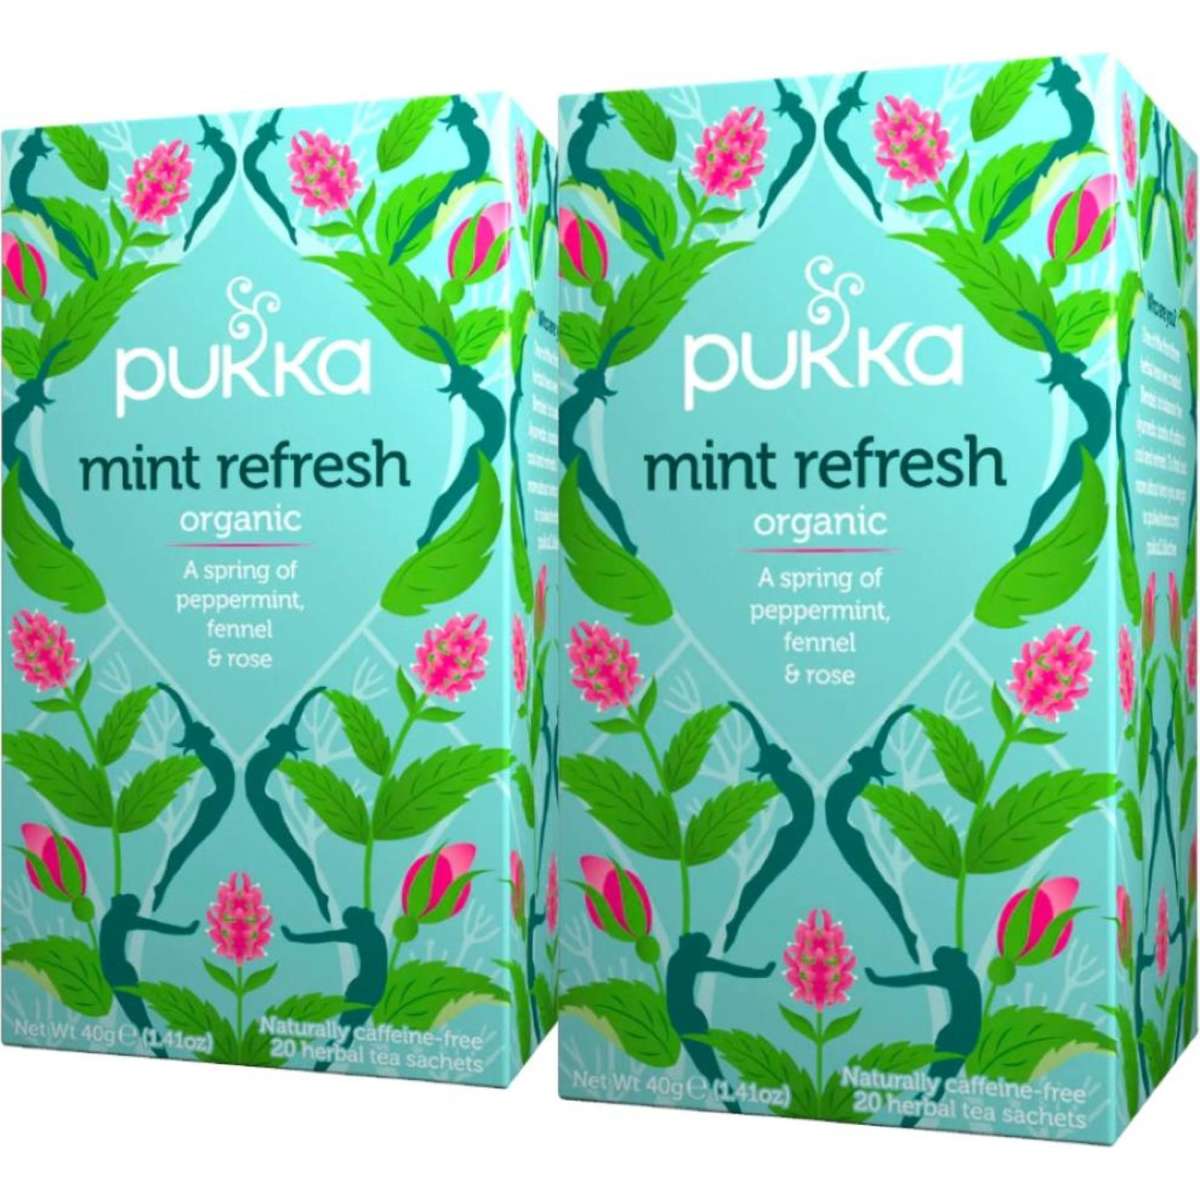 pukka
mint refresh
organic
A spring of
peppermint,
fennel
& rose
Net Wt 40g ℮ (1.41oz)
Naturally caffeine-free
20 herbal tea sachets
pukka
mint refresh
organic
A spring of
peppermint,
fennel
& rose
Net Wt 40g ℮ (1.41oz)
Naturally caffeine-free
20 herbal tea sachets